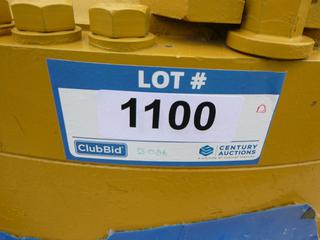 LOT #
1100
ClubBid
CENTURY
AUCTIONS